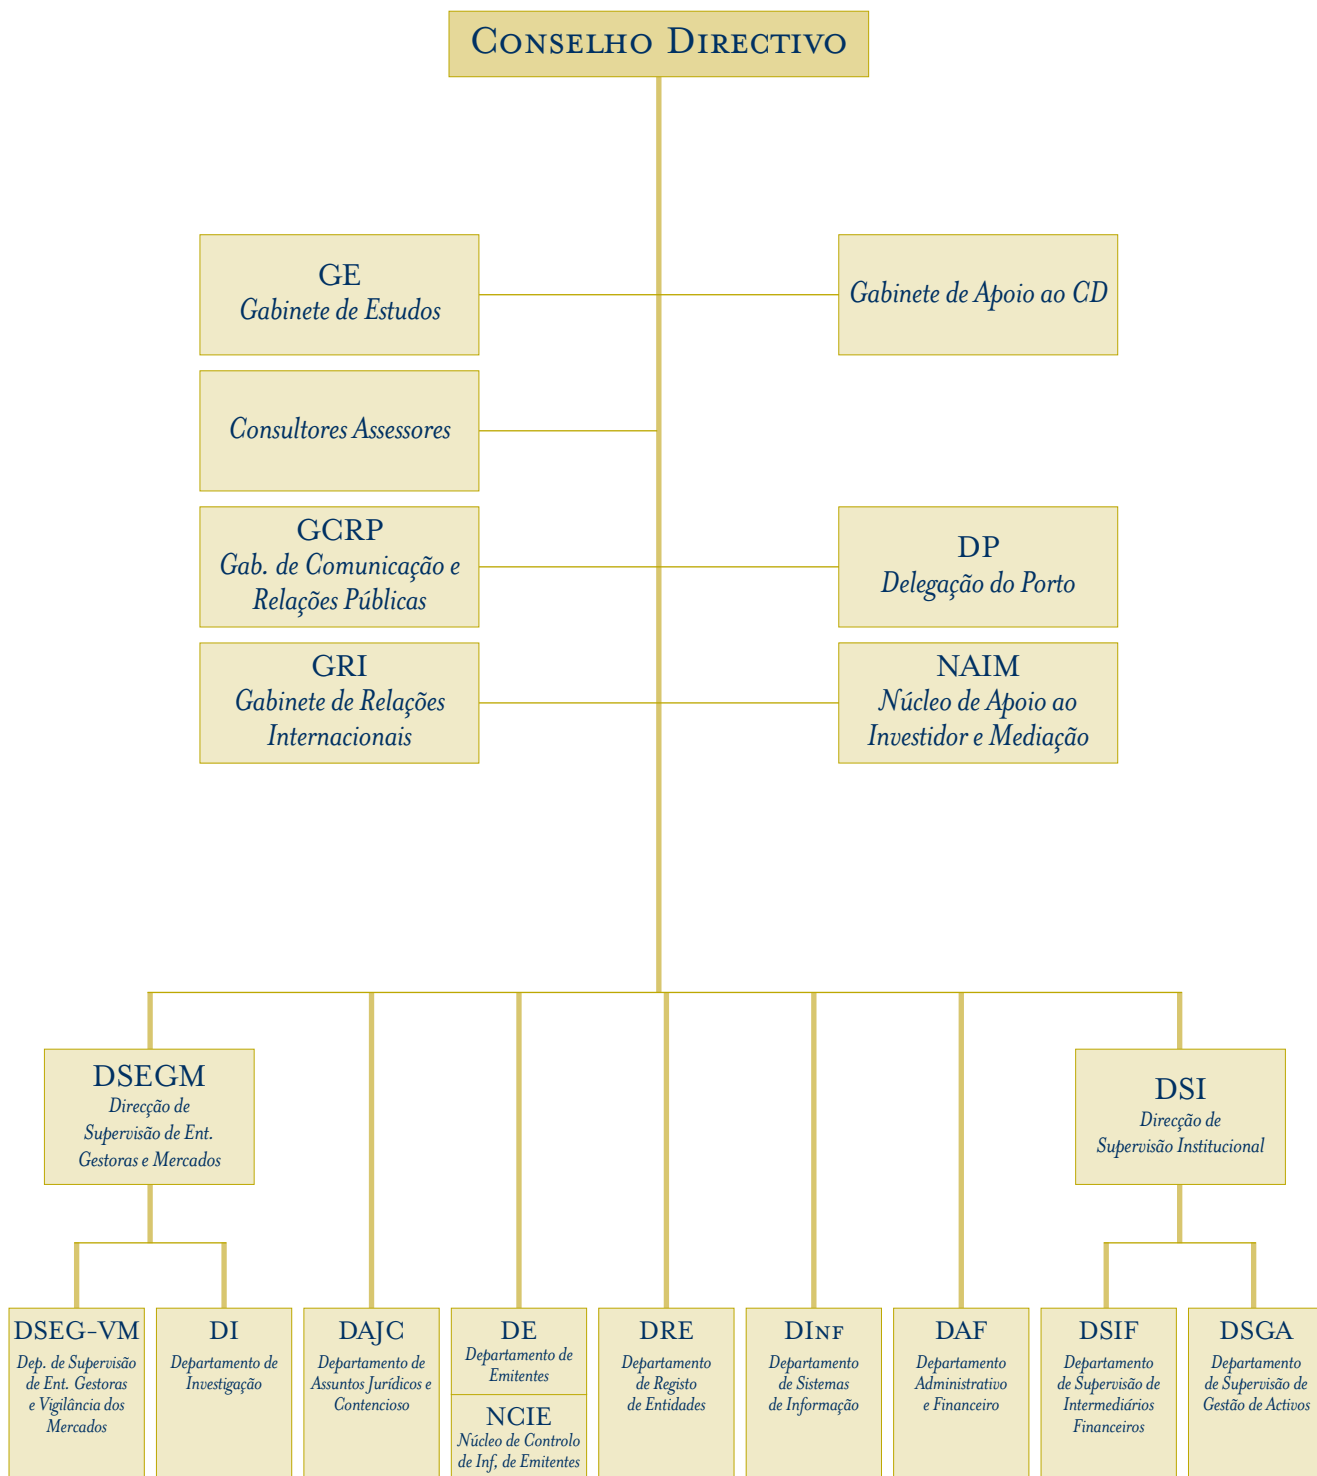 CONSELHO DIRECTIVO
GE
Gabinete de Estudos
Gabinete de Apoio ao CD
Consultores Assessores
GCRP
Gab. de Comunicação e
Relações Públicas
DP
Delegação do Porto
GRI
Gabinete de Relações
Internacionais
NAIM
Núcleo de Apoio ao
Investidor e Mediação
DSEGM
Direcção de
Supervisão de Ent.
Gestoras e Mercados
DSI
Direcção de
Supervisão Institucional
DSEG-VM
Dep. de Supervisão
de Ent. Gestoras
e Vigilância dos
Mercados
DI
Departamento de
Investigação
DAJC
Departamento de
Assuntos Jurídicos e
Contencioso
DE
Departamento de
Emitentes
NCIE
Núcleo de Controlo
de Inf, de Emitentes
DRE
Departamento
de Registo
de Entidades
DINF
Departamento
de Sistemas
de Informação
DAF
Departamento
Administrativo
e Financeiro
DSIF
Departamento
de Supervisão de
Intermediários
Financeiros
DSGA
Departamento
de Supervisão de
Gestão de Activos